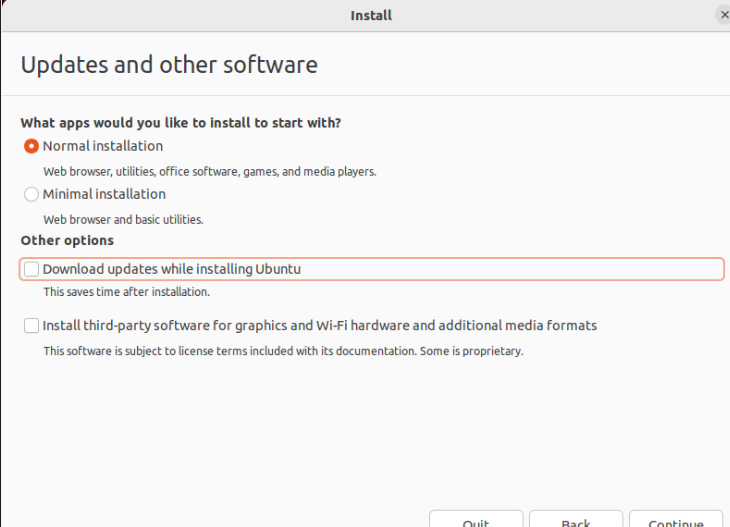 Install
Updates and other software
What apps would you like to install to start with?
Normal installation
Web browser, utilities, office software, games, and media players.
Minimal installation
Web browser and basic utilities.
Other options
Download updates while installing Ubuntu
This saves time after installation.
Install third-party software for graphics and Wi-Fi hardware and additional media formats
This software is subject to license terms included with its documentation. Some is proprietary.
Quit Back Continue